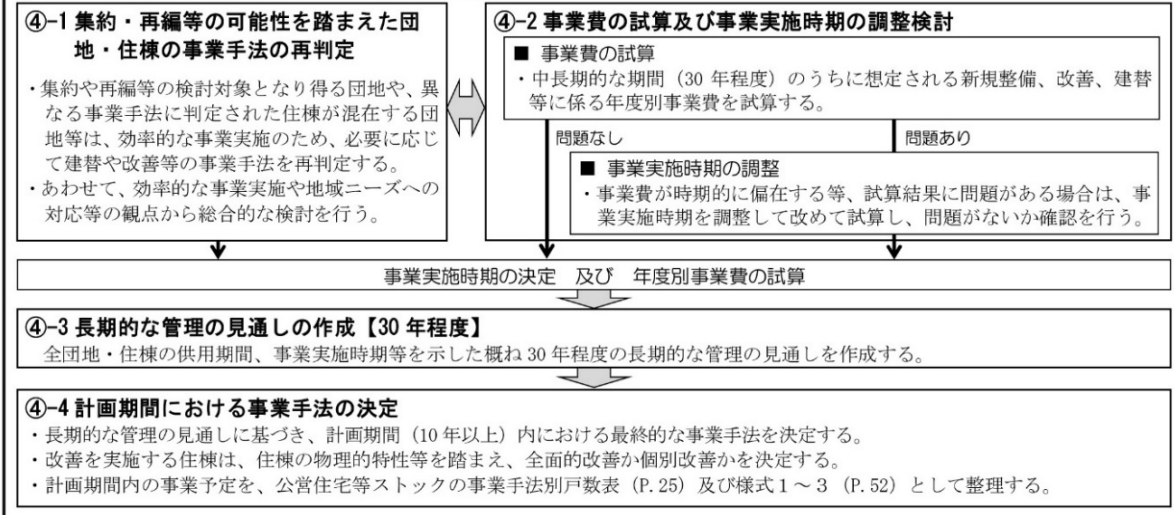 ④-1 集約・再編等の可能性を踏まえた団
地・住棟の事業手法の再判定
・集約や再編等の検討対象となり得る団地や、異
なる事業手法に判定された住棟が混在する団
地等は、効率的な事業実施のため、必要に応じ
て建替や改善等の事業手法を再判定する。
・あわせて、効率的な事業実施や地域ニーズへの
対応等の観点から総合的な検討を行う。
④-2 事業費の試算及び事業実施時期の調整検討
■ 事業費の試算
・中長期的な期間（30 年程度）のうちに想定される新規整備、改善、建替
等に係る年度別事業費を試算する。
問題なし
問題あり
■ 事業実施時期の調整
・事業費が時期的に偏在する等、試算結果に問題がある場合は、事
業実施時期を調整して改めて試算し、問題がないか確認を行う。
事業実施時期の決定　及び　年度別事業費の試算
④-3 長期的な管理の見通しの作成【30 年程度】
全団地・住棟の供用期間、事業実施時期等を示した概ね 30 年程度の長期的な管理の見通しを作成する。
④-4 計画期間における事業手法の決定
・長期的な管理の見通しに基づき、計画期間（10 年以上）内における最終的な事業手法を決定する。
・改善を実施する住棟は、住棟の物理的特性等を踏まえ、全面的改善か個別改善かを決定する。
・計画期間内の事業予定を、公営住宅等ストックの事業手法別戸数表（P.25）及び様式１～３（P.52）として整理する。